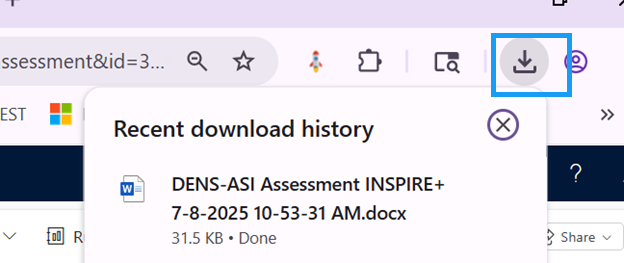 ssessment&id=3...
EST
Recent download history
DENS-ASI Assessment INSPIRE+
7-8-2025 10-53-31 AM.docx
31.5 KB • Done
?
R
Share